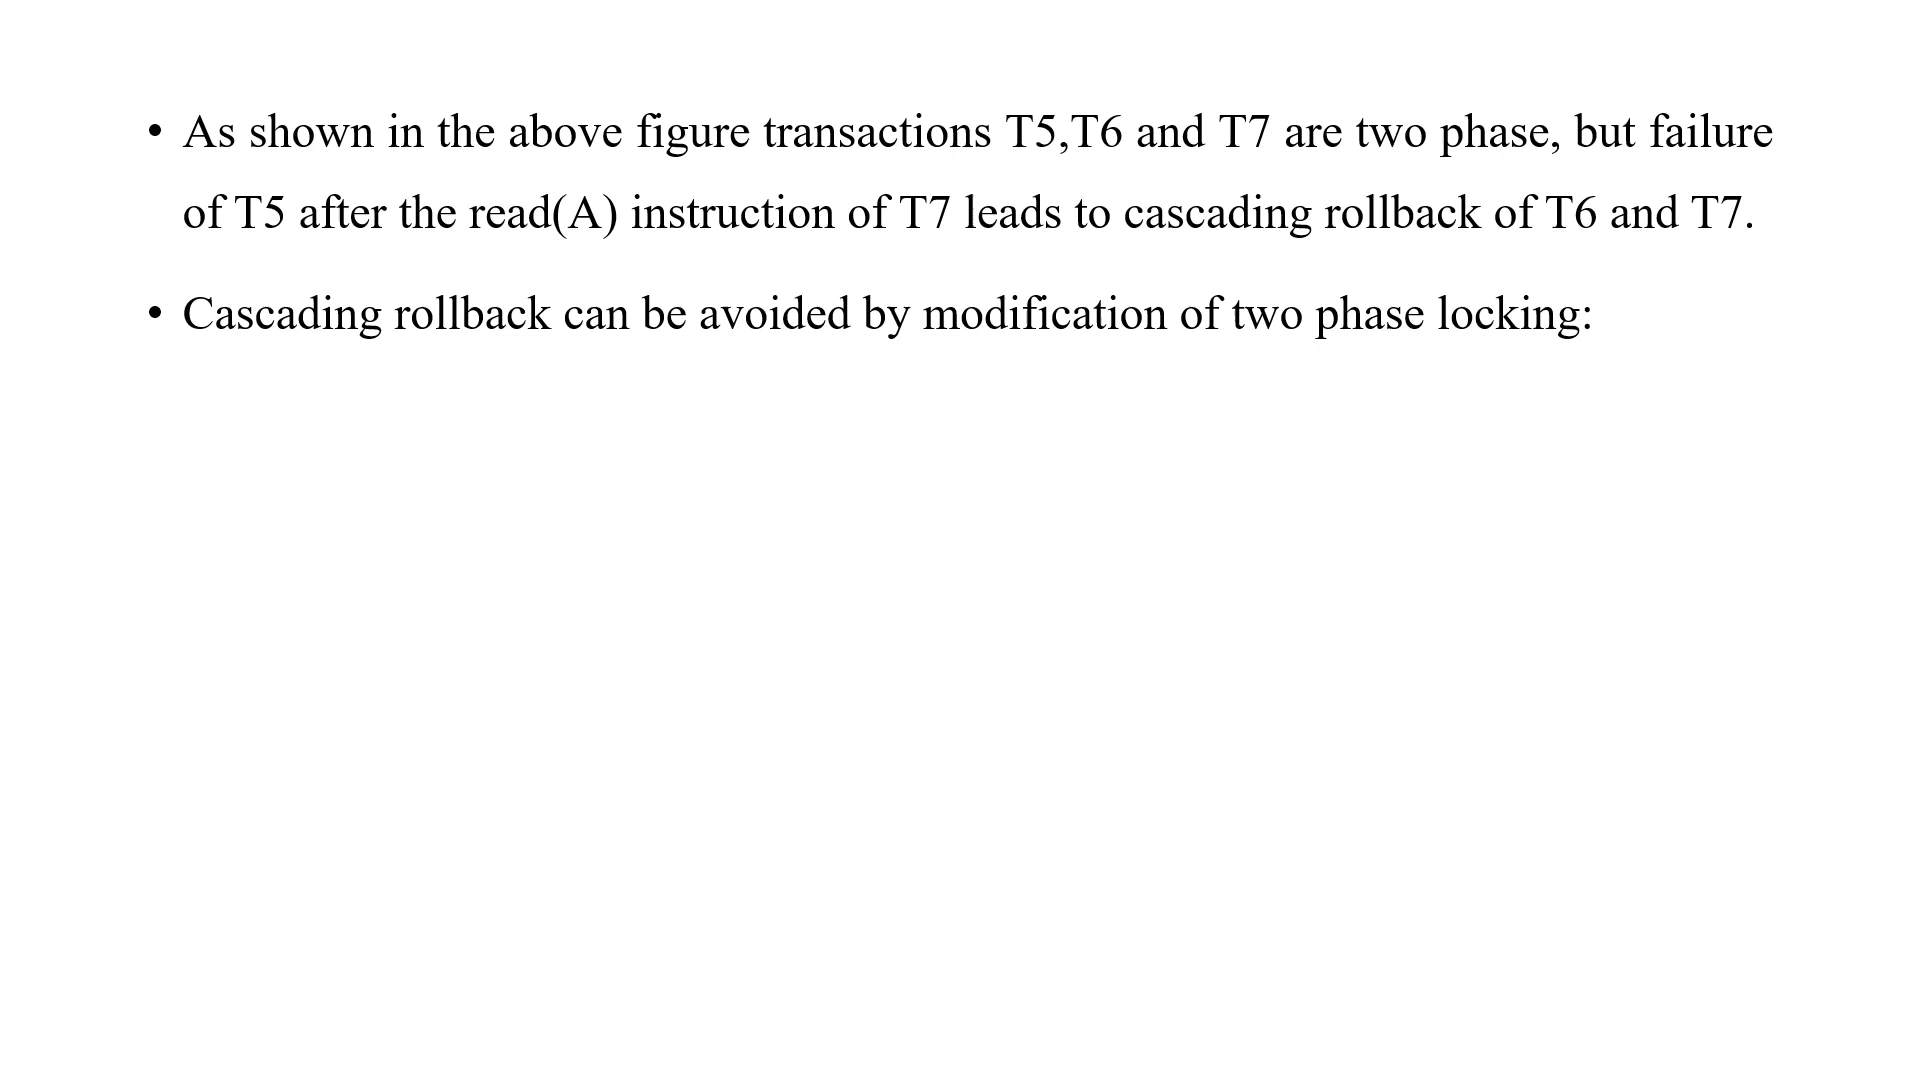 • As shown in the above figure transactions T5,T6 and T7 are two phase, but failure
of T5 after the read(A) instruction of T7 leads to cascading rollback of T6 and T7.
• Cascading rollback can be avoided by modification of two phase locking: